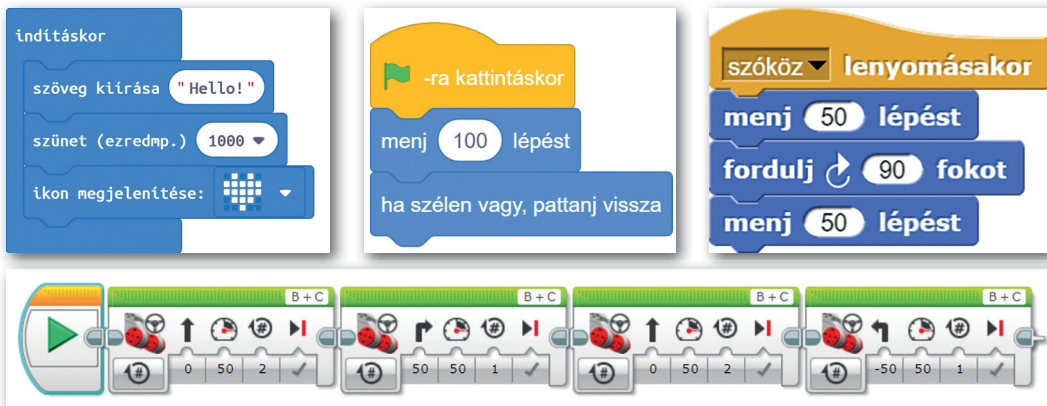 indításkor
szöveg kiírása "Hello!"
szünet (ezredmp.) 1000
ikon megjelenítése:
-ra kattintáskor
menj 100 lépést
ha szélen vagy, pattanj vissza
szóköz lenyomásakor
menj 50 lépést
fordulj 90 fokot
menj 50 lépést
B + C B + C B + C B + C
# # # #
# 0 50 2 # 50 50 1 # 0 50 2 # -50 50 1